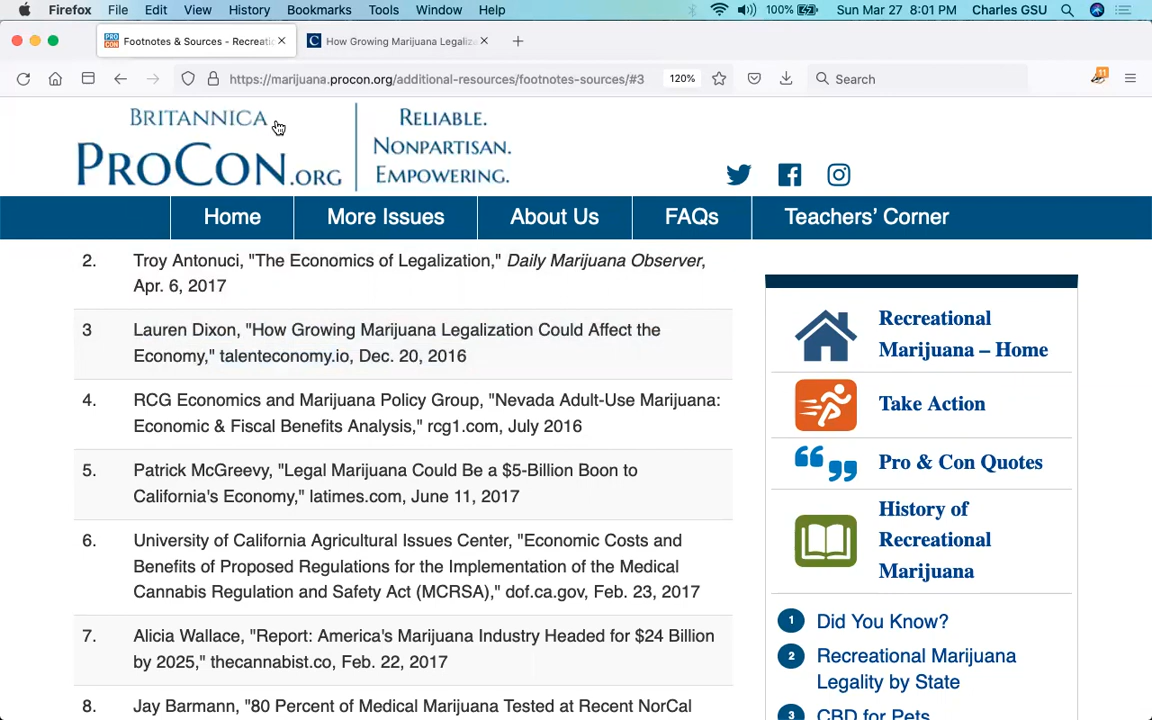 Firefox File Edit View History Bookmarks Tools Window Help 100% Sun Mar 27 8:01 PM Charles GSU
Footnotes & Sources - Recreati
How Growing Marijuana Legaliz
https://marijuana.procon.org/additional-resources/footnotes-sources/#3 120% Search 11
BRITANNICA
PROCON.ORG
RELIABLE.
NONPARTISAN.
EMPOWERING.
Home More Issues About Us FAQs Teachers’ Corner
2. Troy Antonuci, "The Economics of Legalization," Daily Marijuana Observer,
Apr. 6, 2017
3 Lauren Dixon, "How Growing Marijuana Legalization Could Affect the
Economy," talenteconomy.io, Dec. 20, 2016
4. RCG Economics and Marijuana Policy Group, "Nevada Adult-Use Marijuana:
Economic & Fiscal Benefits Analysis," rcg1.com, July 2016
5. Patrick McGreevy, "Legal Marijuana Could Be a $5-Billion Boon to
California's Economy," latimes.com, June 11, 2017
6. University of California Agricultural Issues Center, "Economic Costs and
Benefits of Proposed Regulations for the Implementation of the Medical
Cannabis Regulation and Safety Act (MCRSA)," dof.ca.gov, Feb. 23, 2017
7. Alicia Wallace, "Report: America's Marijuana Industry Headed for $24 Billion
by 2025," thecannabist.co, Feb. 22, 2017
8. Jay Barmann, "80 Percent of Medical Marijuana Tested at Recent NorCal
Recreational
Marijuana – Home
Take Action
Pro & Con Quotes
History of
Recreational
Marijuana
1 Did You Know?
2 Recreational Marijuana
Legality by State
3 CBD for Pets